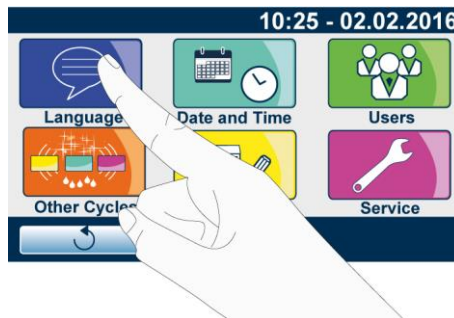 10:25 - 02.02.2016
Language Date and Time Users
Other Cycles Service